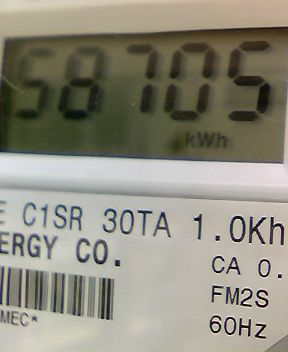 58705
kWh
E C1SR 30TA 1.0Kh
ERGY CO.
CA 0.
FM2S
MEC*
60Hz